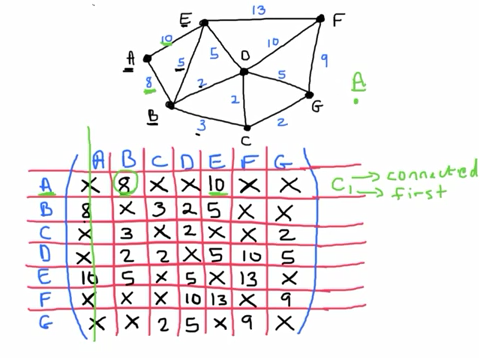 13
E
F
10
5
10
D
A
5
9
8
2
5
A
B
2
G
3
2
C
A B C D E F G
A X 8 X X 10 X X
C1 → connected
→ first
B 8 X 3 2 5 X X
C X 3 X 2 X X 2
D X 2 2 X 5 10 5
E 10 5 X 5 X 13 X
F X X X 10 13 X 9
G X X 2 5 X 9 X